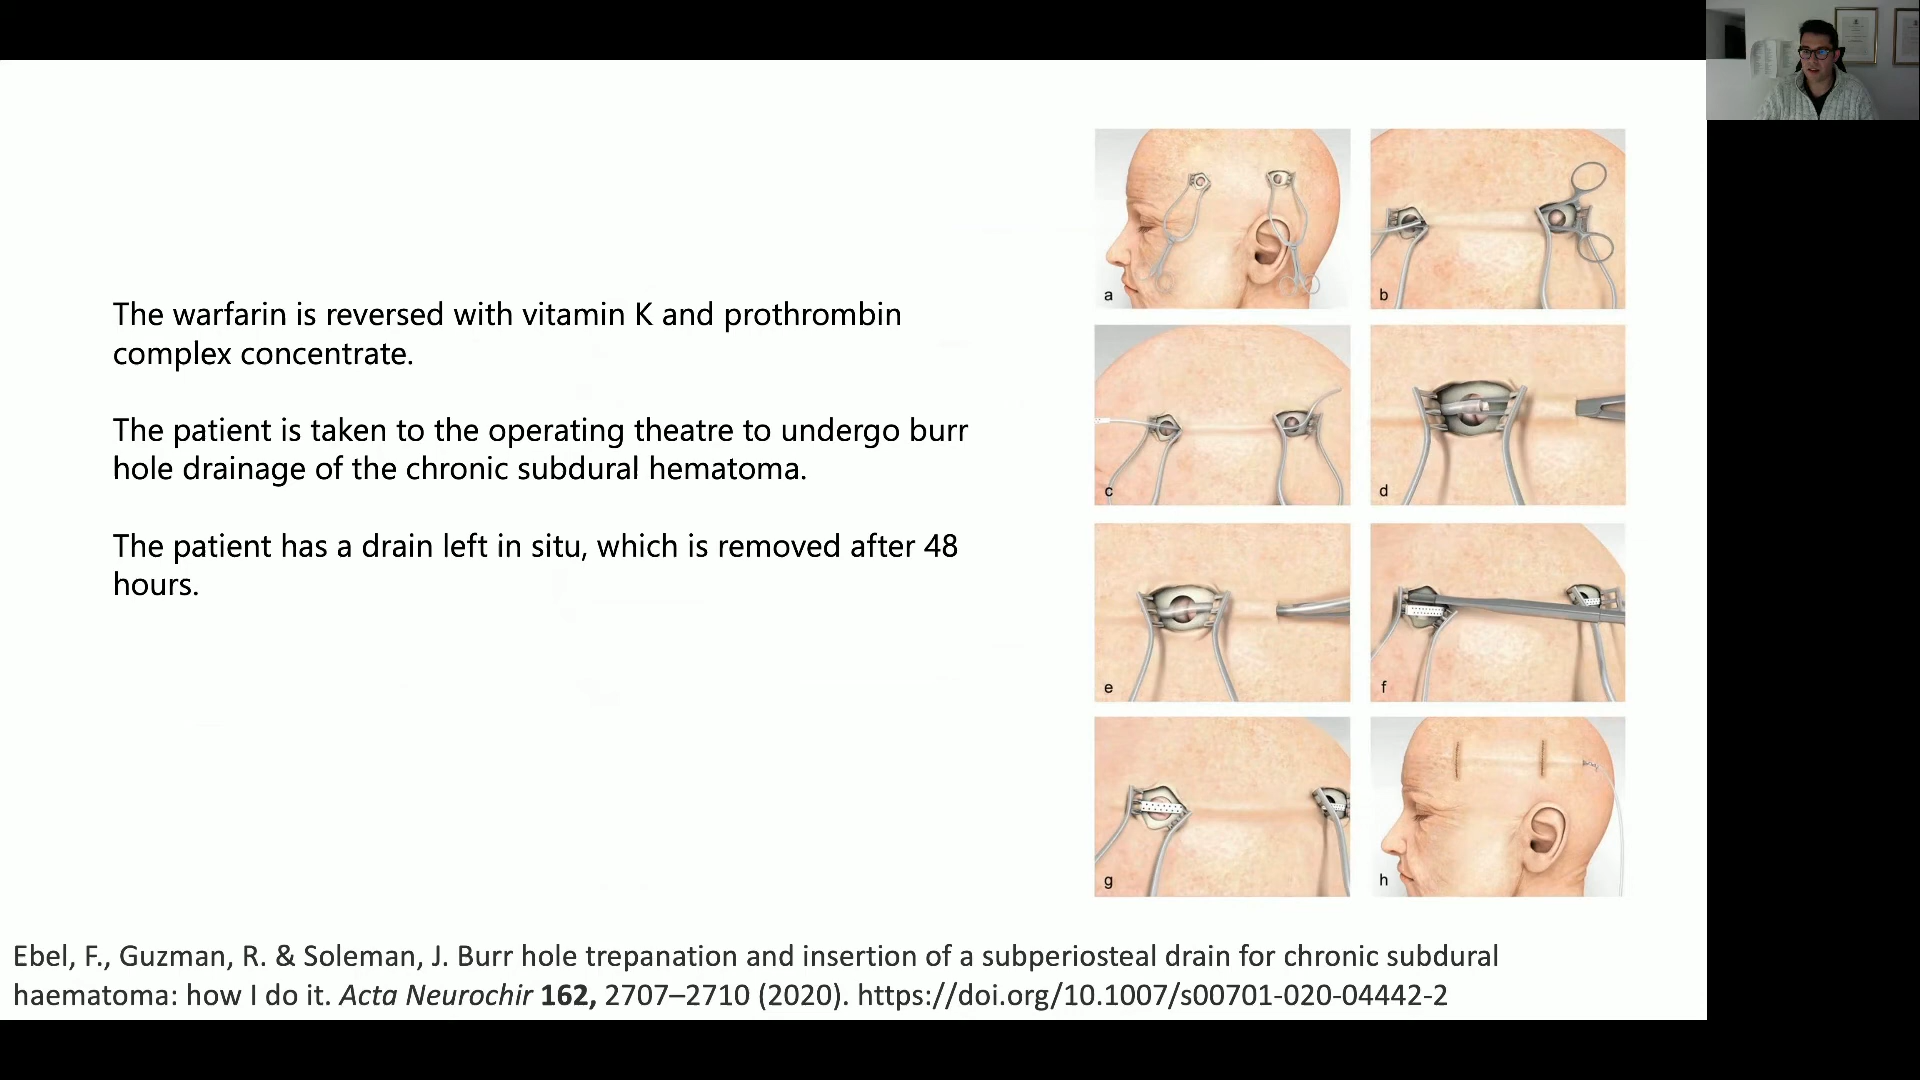 The warfarin is reversed with vitamin K and prothrombin
complex concentrate.
The patient is taken to the operating theatre to undergo burr
hole drainage of the chronic subdural hematoma.
The patient has a drain left in situ, which is removed after 48
hours.
a
b
c
d
e
f
g
h
Ebel, F., Guzman, R. & Soleman, J. Burr hole trepanation and insertion of a subperiosteal drain for chronic subdural
haematoma: how I do it. Acta Neurochir 162, 2707–2710 (2020). https://doi.org/10.1007/s00701-020-04442-2